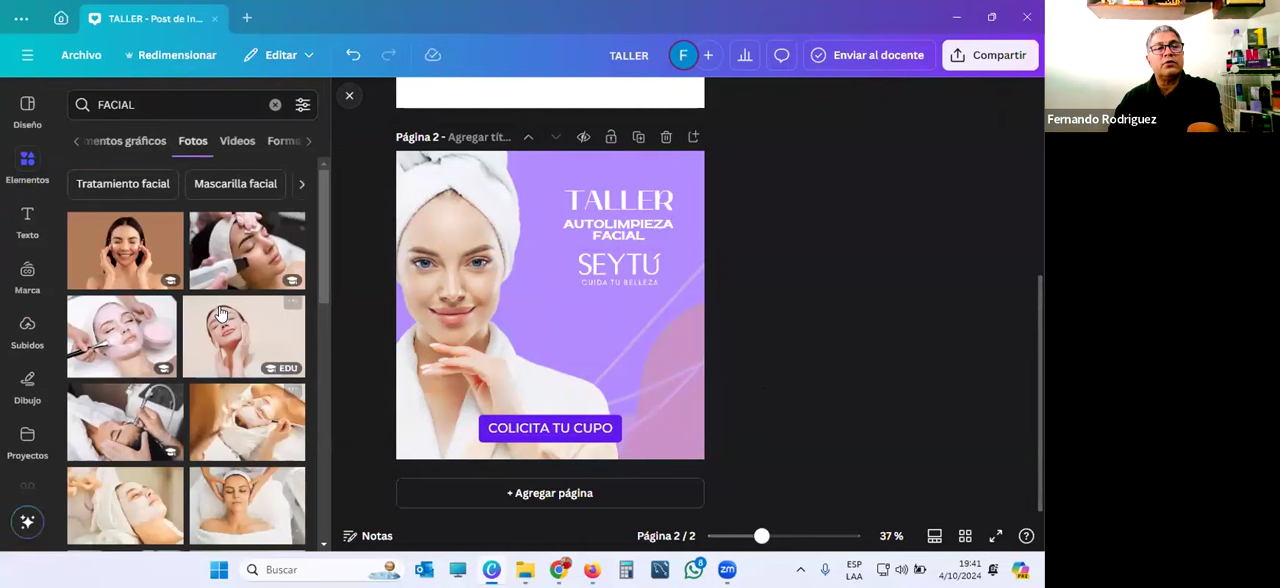 TALLER - Post de In...
Archivo
Redimensionar
Editar
TALLER
F
Enviar al docente
Compartir
Fernando Rodriguez
Diseño
Elementos
Texto
Marca
Subidos
Dibujo
Proyectos
FACIAL
mentos gráficos
Fotos
Videos
Forma
Tratamiento facial
Mascarilla facial
EDU
Página 2 - Agregar tít...
TALLER
AUTOLIMPIEZA
FACIAL
SEYTÚ
CUIDA TU BELLEZA
COLICITA TU CUPO
+ Agregar página
Notas
Página 2 / 2
37 %
Buscar
8
zm
ESP
LAA
19:41
4/10/2024